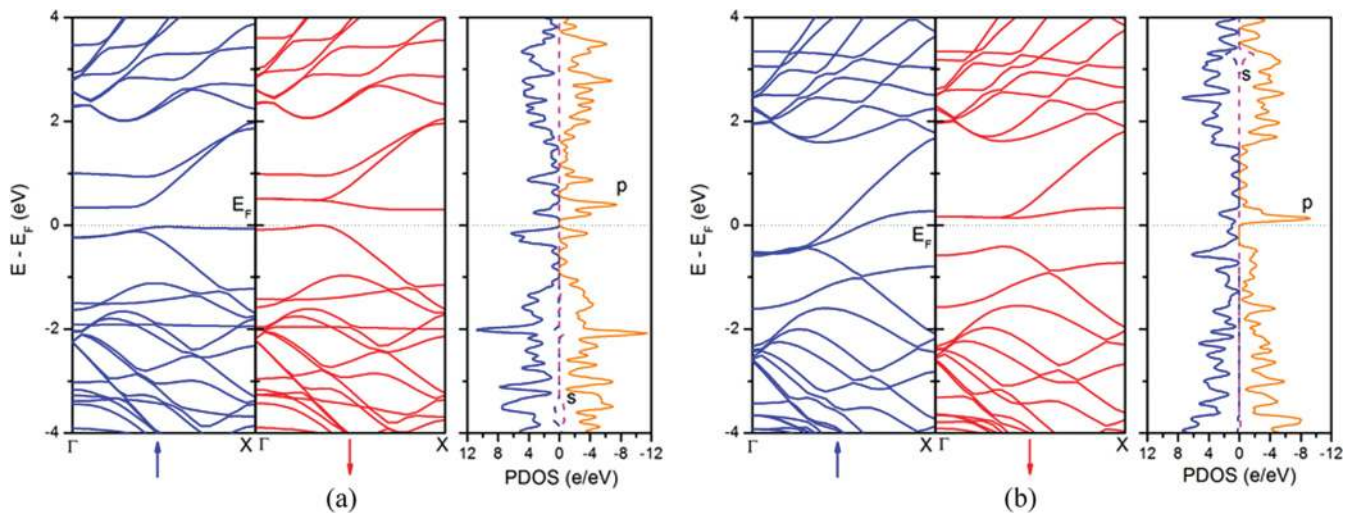 4
2
0
-2
-4
E - E_F (eV)
E_F
p
s
Γ
X
Γ
X
12 8 4 0 -4 -8 -12
PDOS (e/eV)
(a)
4
2
0
-2
-4
E - E_F (eV)
E_F
s
p
Γ
X
Γ
X
12 8 4 0 -4 -8 -12
PDOS (e/eV)
(b)